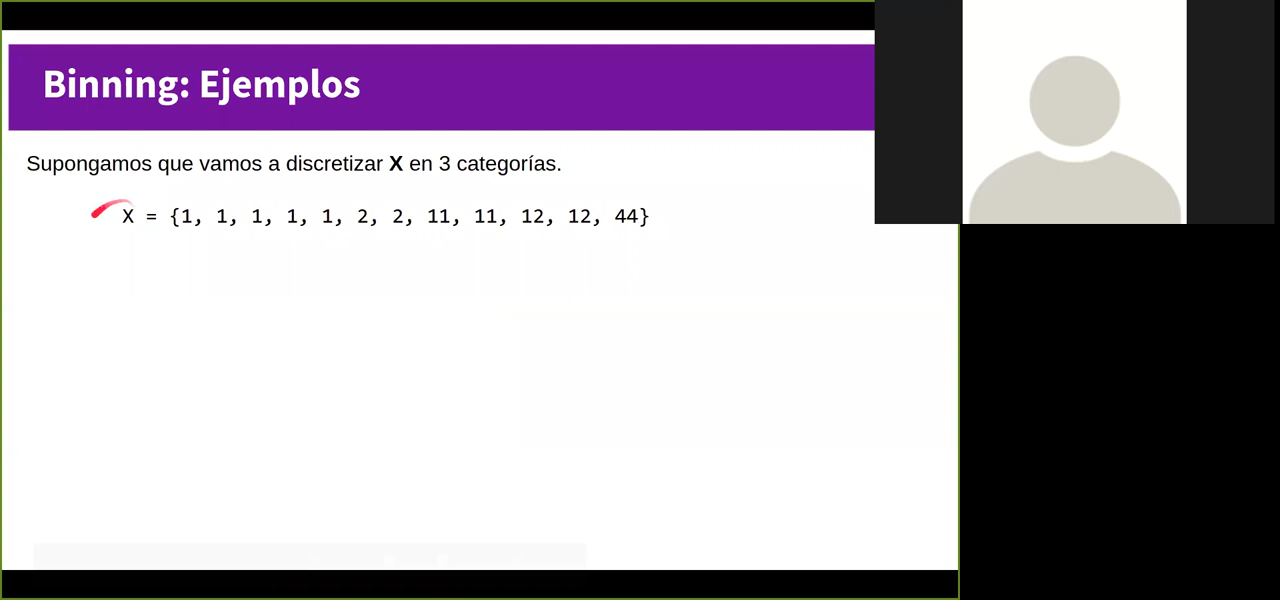 Binning: Ejemplos
Supongamos que vamos a discretizar X en 3 categorías.
X = {1, 1, 1, 1, 1, 2, 2, 11, 11, 12, 12, 44}